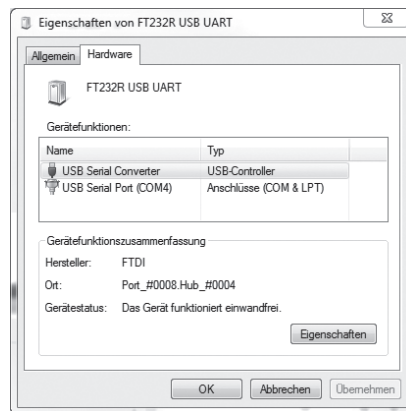 Eigenschaften von FT232R USB UART
Allgemein Hardware
FT232R USB UART
Gerätefunktionen:
Name Typ
USB Serial Converter USB-Controller
USB Serial Port (COM4) Anschlüsse (COM & LPT)
Gerätefunktionszusammenfassung
Hersteller: FTDI
Ort: Port_#0008.Hub_#0004
Gerätestatus: Das Gerät funktioniert einwandfrei.
Eigenschaften
OK Abbrechen Übernehmen